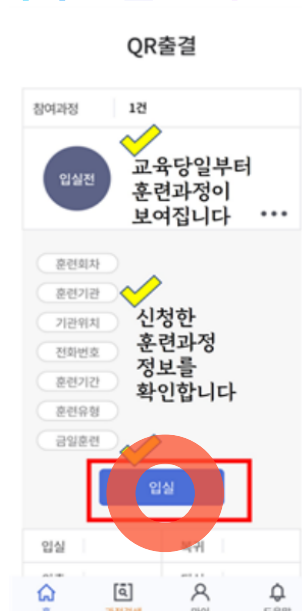 QR출결
참여과정 1건
입실전
교육당일부터
훈련과정이
보여집니다
훈련회차
훈련기관
기관위치
전화번호
훈련기간
훈련유형
금일훈련
신청한
훈련과정
정보를
확인합니다
입실
입실 복귀